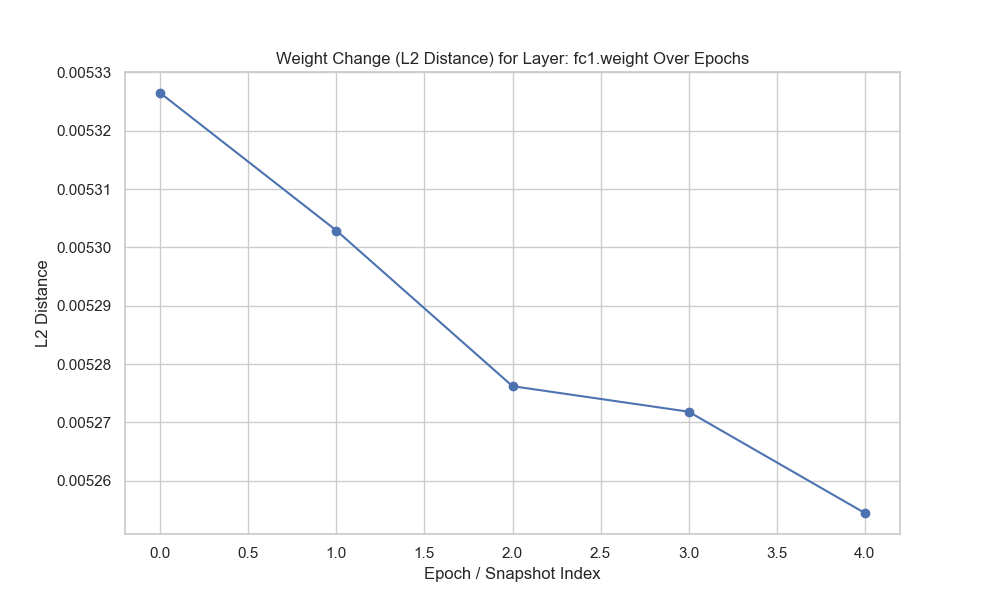 Weight Change (L2 Distance) for Layer: fc1.weight Over Epochs
0.00533
0.00532
0.00531
0.00530
0.00529
0.00528
0.00527
0.00526
L2 Distance
0.0 0.5 1.0 1.5 2.0 2.5 3.0 3.5 4.0
Epoch / Snapshot Index